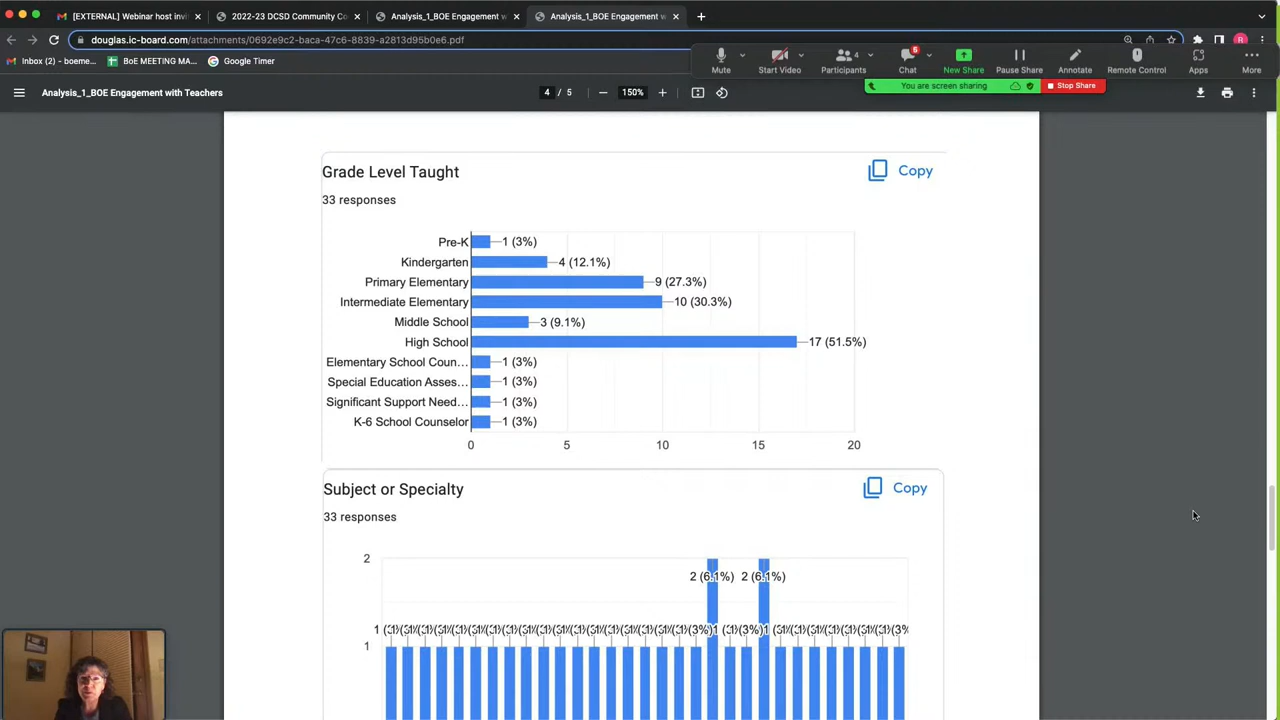 [EXTERNAL] Webinar host invi
2022-23 DCSD Community Co
Analysis_1_BOE Engagement w
Analysis_1_BOE Engagement w
douglas.ic-board.com/attachments/0692e9c2-baca-47c6-8839-a2813d95b0e6.pdf
R
Inbox (2) - boeme...
BoE MEETING MA...
Google Timer
6
4
Mute
Start Video
Participants
Chat
New Share
Pause Share
Annotate
Remote Control
Apps
More
You are screen sharing
Stop Share
Analysis_1_BOE Engagement with Teachers
4 / 5
150%
Grade Level Taught
Copy
33 responses
Pre-K 1 (3%)
Kindergarten 4 (12.1%)
Primary Elementary 9 (27.3%)
Intermediate Elementary 10 (30.3%)
Middle School 3 (9.1%)
High School 17 (51.5%)
Elementary School Coun... 1 (3%)
Special Education Asses... 1 (3%)
Significant Support Need... 1 (3%)
K-6 School Counselor 1 (3%)
0 5 10 15 20
Subject or Specialty
Copy
33 responses
2
2 (6.1%) 2 (6.1%)
1